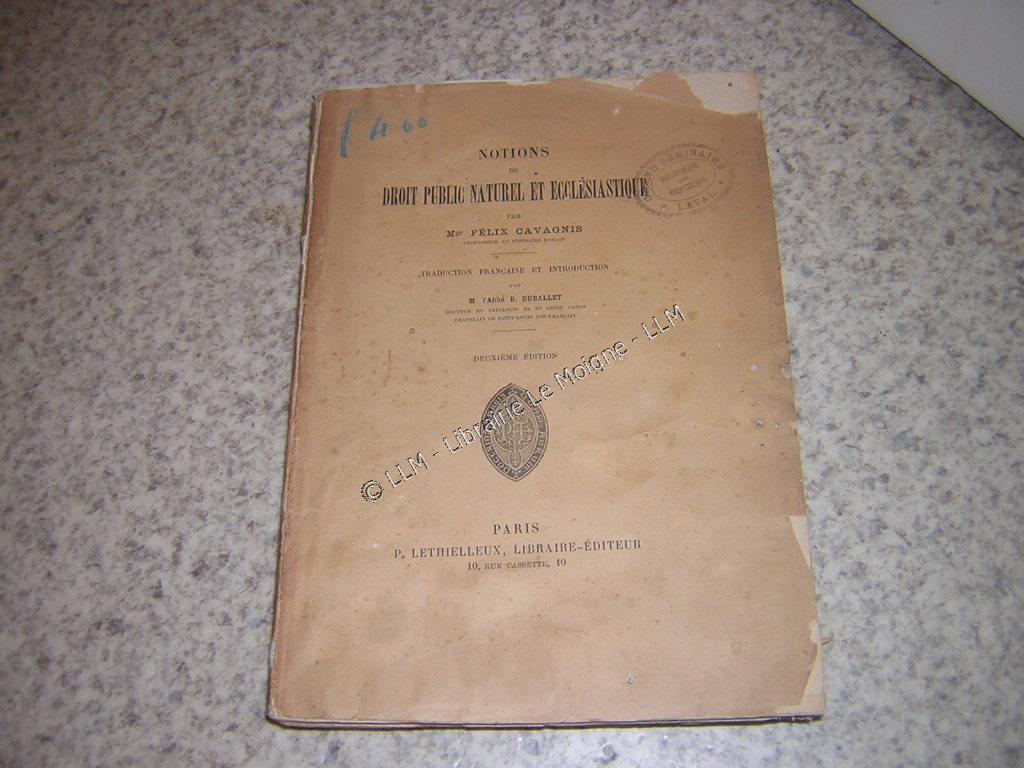 4.00
NOTIONS
DE
DROIT PUBLIC NATUREL ET ECCLÉSIASTIQUE
PAR
Mgr FÉLIX CAVAGNIS
PROFESSEUR AU SÉMINAIRE ROMAIN
TRADUCTION FRANÇAISE ET INTRODUCTION
PAR
M. l'Abbé B. DUBALLET
DOCTEUR EN THÉOLOGIE ET EN DROIT CANON
CHAPELAIN DE SAINT-LOUIS DES FRANÇAIS
DEUXIÈME ÉDITION
PARIS
P. LETHIELLEUX, LIBRAIRE-ÉDITEUR
10, RUE CASSETTE, 10
SÉMINAIRE
LAVAL
© LLM - Librairie Le Moigne - LLM